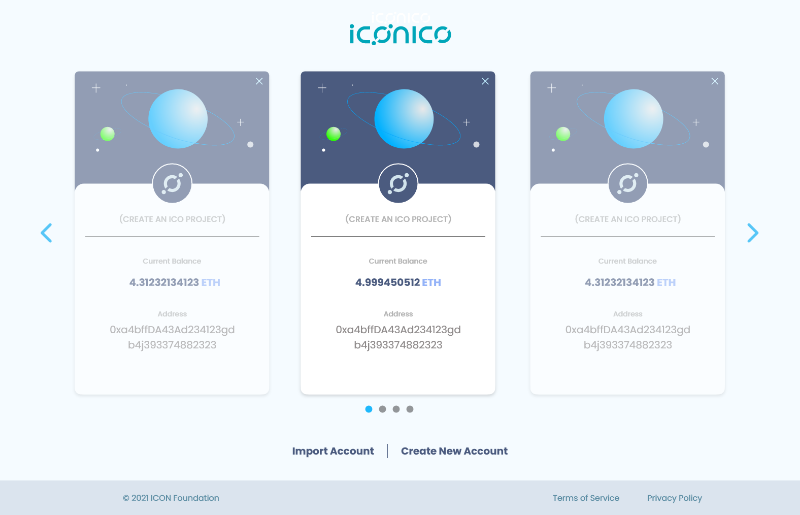 iconico
(CREATE AN ICO PROJECT)
Current Balance
4.31232134123 ETH
Address
0xa4bffDA43Ad234123gd
b4j393374882323
(CREATE AN ICO PROJECT)
Current Balance
4.999450512 ETH
Address
0xa4bffDA43Ad234123gd
b4j393374882323
(CREATE AN ICO PROJECT)
Current Balance
4.31232134123 ETH
Address
0xa4bffDA43Ad234123gd
b4j393374882323
Import Account
Create New Account
© 2021 ICON Foundation
Terms of Service
Privacy Policy